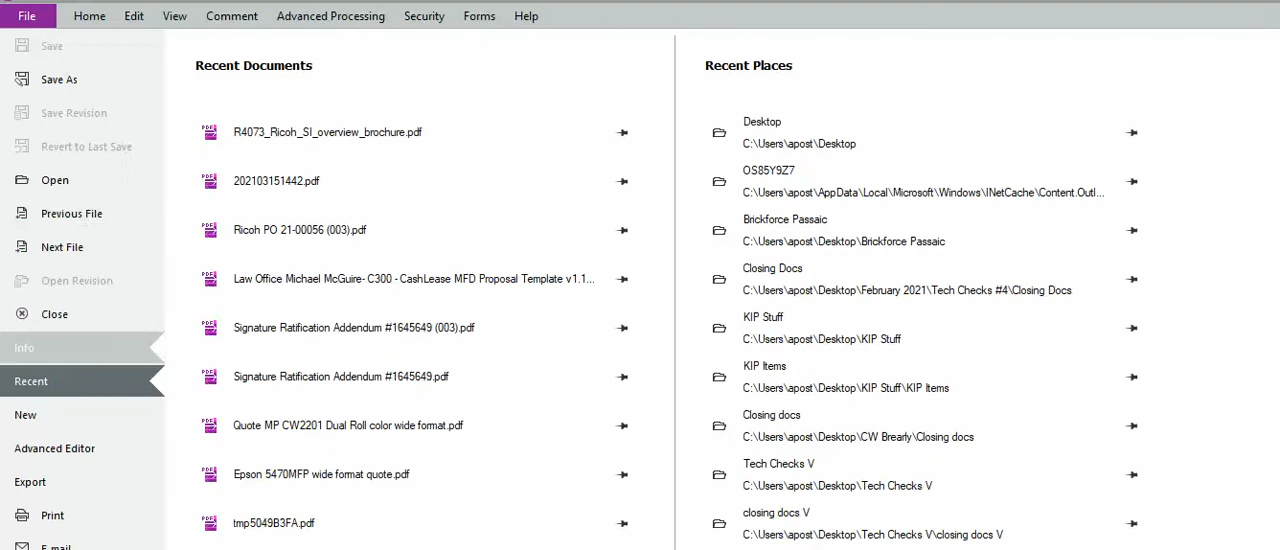 File Home Edit View Comment Advanced Processing Security Forms Help
Save
Save As
Save Revision
Revert to Last Save
Open
Previous File
Next File
Open Revision
Close
Info
Recent
New
Advanced Editor
Export
Print
E-mail
Recent Documents
R4073_Ricoh_SI_overview_brochure.pdf
202103151442.pdf
Ricoh PO 21-00056 (003).pdf
Law Office Michael McGuire- C300 - CashLease MFD Proposal Template v1.1...
Signature Ratification Addendum #1645649 (003).pdf
Signature Ratification Addendum #1645649.pdf
Quote MP CW2201 Dual Roll color wide format.pdf
Epson 5470MFP wide format quote.pdf
tmp5049B3FA.pdf
Recent Places
Desktop
C:\Users\apost\Desktop
OS85Y9Z7
C:\Users\apost\AppData\Local\Microsoft\Windows\INetCache\Content.Outl...
Brickforce Passaic
C:\Users\apost\Desktop\Brickforce Passaic
Closing Docs
C:\Users\apost\Desktop\February 2021\Tech Checks #4\Closing Docs
KIP Stuff
C:\Users\apost\Desktop\KIP Stuff
KIP Items
C:\Users\apost\Desktop\KIP Stuff\KIP Items
Closing docs
C:\Users\apost\Desktop\CW Brearly\Closing docs
Tech Checks V
C:\Users\apost\Desktop\Tech Checks V
closing docs V
C:\Users\apost\Desktop\Tech Checks V\closing docs V